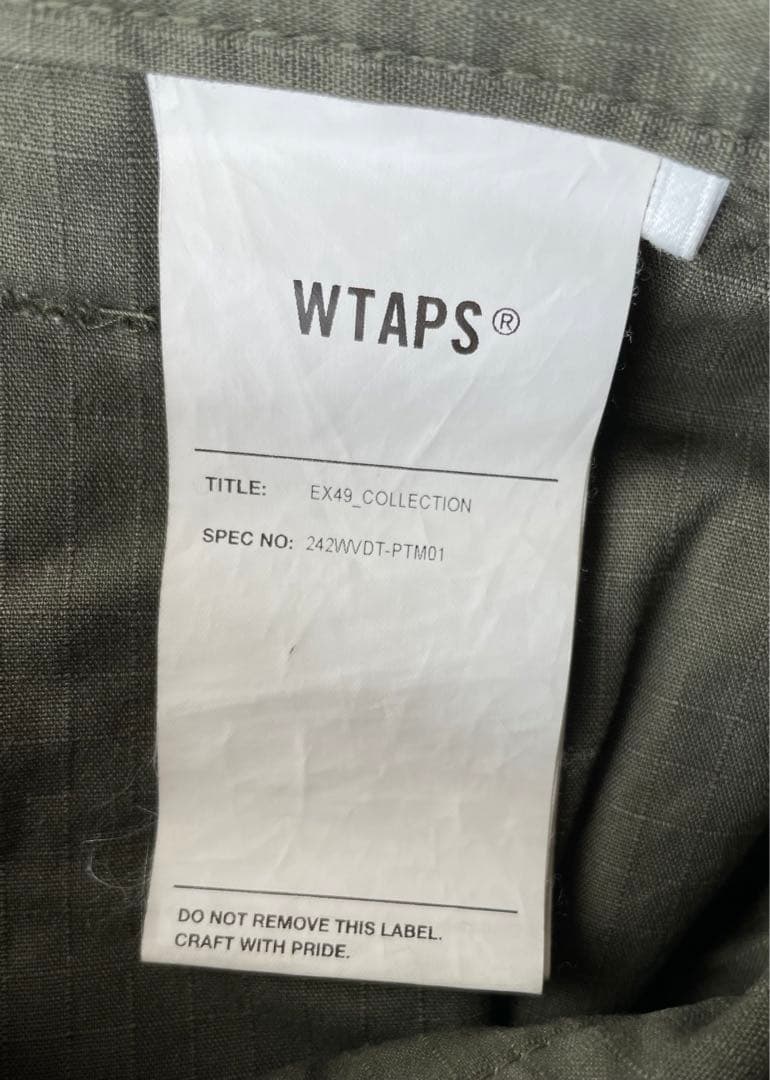 WTAPS®
TITLE: EX49_COLLECTION
SPEC NO: 242WVDT-PTM01
DO NOT REMOVE THIS LABEL.
CRAFT WITH PRIDE.